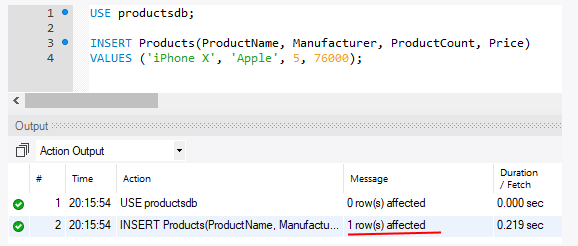 1 USE productsdb;
2
3 INSERT Products(ProductName, Manufacturer, ProductCount, Price)
4 VALUES ('iPhone X', 'Apple', 5, 76000);
Output
Action Output
# Time Action Message Duration / Fetch
1 20:15:54 USE productsdb 0 row(s) affected 0.000 sec
2 20:15:54 INSERT Products(ProductName, Manufactu... 1 row(s) affected 0.219 sec